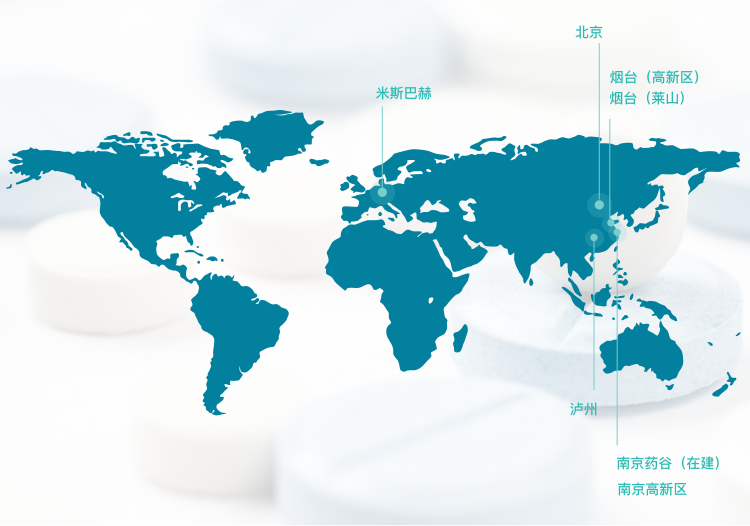 北京
烟台（高新区）
烟台（莱山）
米斯巴赫
泸州
南京药谷（在建）
南京高新区